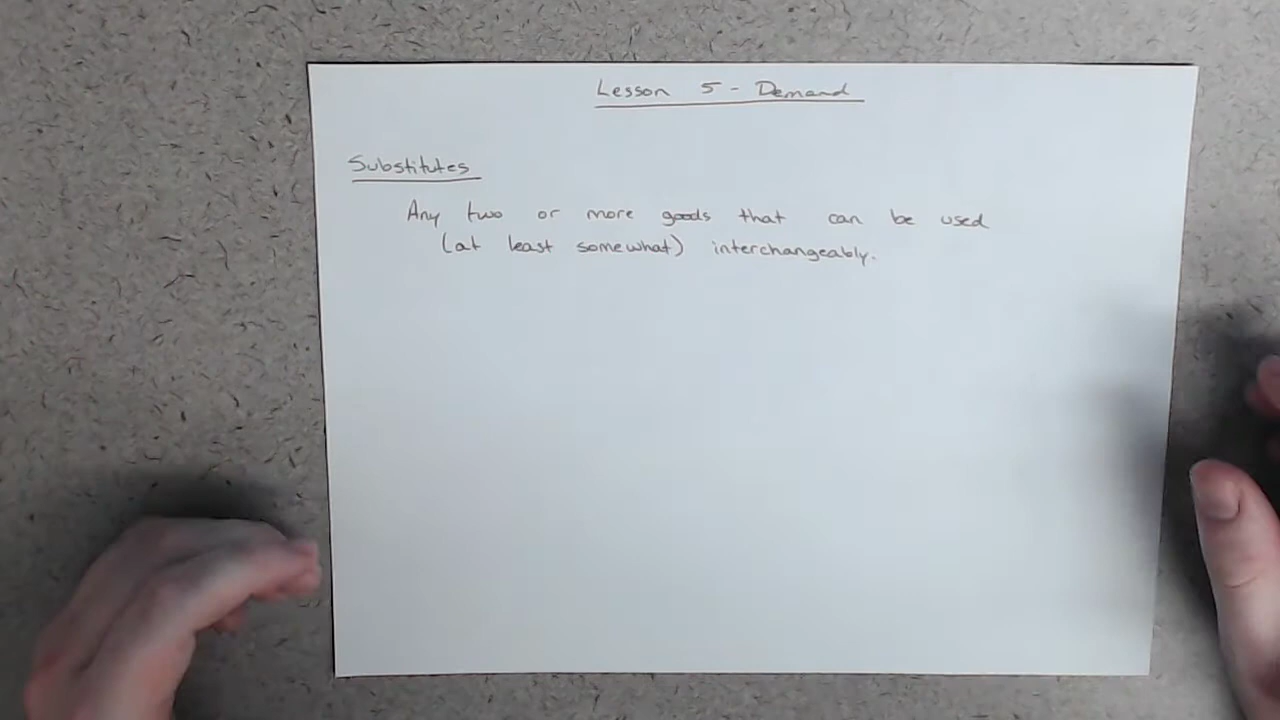 Lesson 5 - Demand
Substitutes
Any two or more goods that can be used
(at least somewhat) interchangeably.